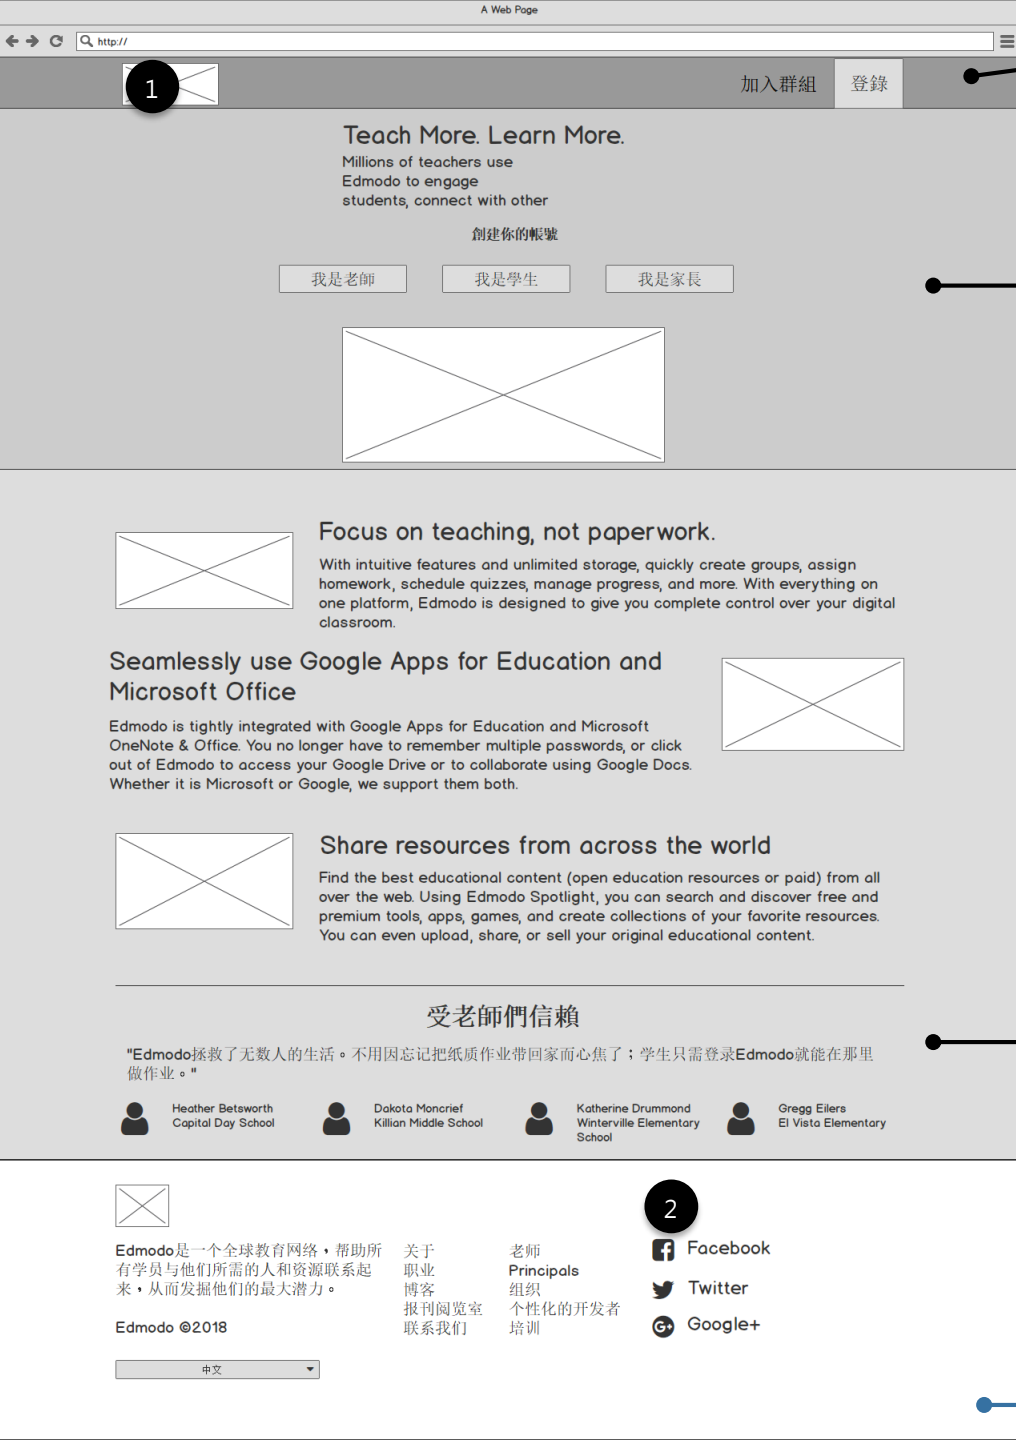 A Web Page
http://
1
加入群組
登錄
Teach More. Learn More.
Millions of teachers use
Edmodo to engage
students, connect with other
創建你的帳號
我是老師
我是學生
我是家長
Focus on teaching, not paperwork.
With intuitive features and unlimited storage, quickly create groups, assign
homework, schedule quizzes, manage progress, and more. With everything on
one platform, Edmodo is designed to give you complete control over your digital
classroom.
Seamlessly use Google Apps for Education and
Microsoft Office
Edmodo is tightly integrated with Google Apps for Education and Microsoft
OneNote & Office. You no longer have to remember multiple passwords, or click
out of Edmodo to access your Google Drive or to collaborate using Google Docs.
Whether it is Microsoft or Google, we support them both.
Share resources from across the world
Find the best educational content (open education resources or paid) from all
over the web. Using Edmodo Spotlight, you can search and discover free and
premium tools, apps, games, and create collections of your favorite resources.
You can even upload, share, or sell your original educational content.
受老師們信賴
"Edmodo拯救了无数人的生活。不用因忘记把纸质作业带回家而心焦了；学生只需登录Edmodo就能在那里
做作业。"
Heather Betsworth
Capital Day School
Dakota Moncrief
Killian Middle School
Katherine Drummond
Winterville Elementary
School
Gregg Eilers
El Vista Elementary
Edmodo是一个全球教育网络，帮助所
有学员与他们所需的人和资源联系起
来，从而发掘他们的最大潜力。
Edmodo ©2018
中文
关于
职业
博客
报刊阅览室
联系我们
老师
Principals
组织
个性化的开发者
培训
2
Facebook
Twitter
Google+